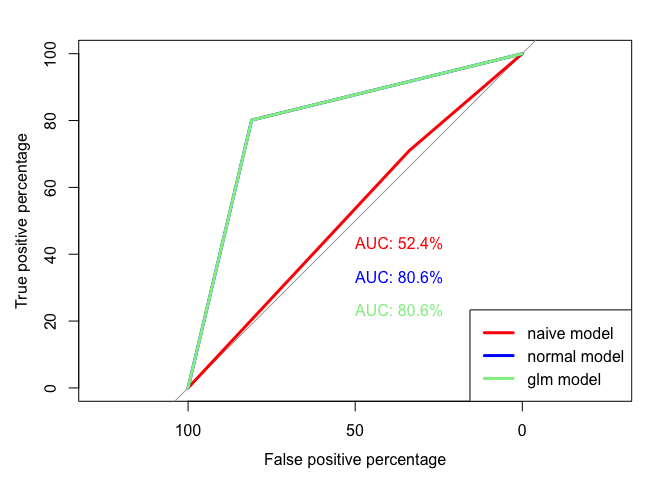 True positive percentage
100
80
60
40
20
0
AUC: 52.4%
AUC: 80.6%
AUC: 80.6%
naive model
normal model
glm model
100 50 0
False positive percentage